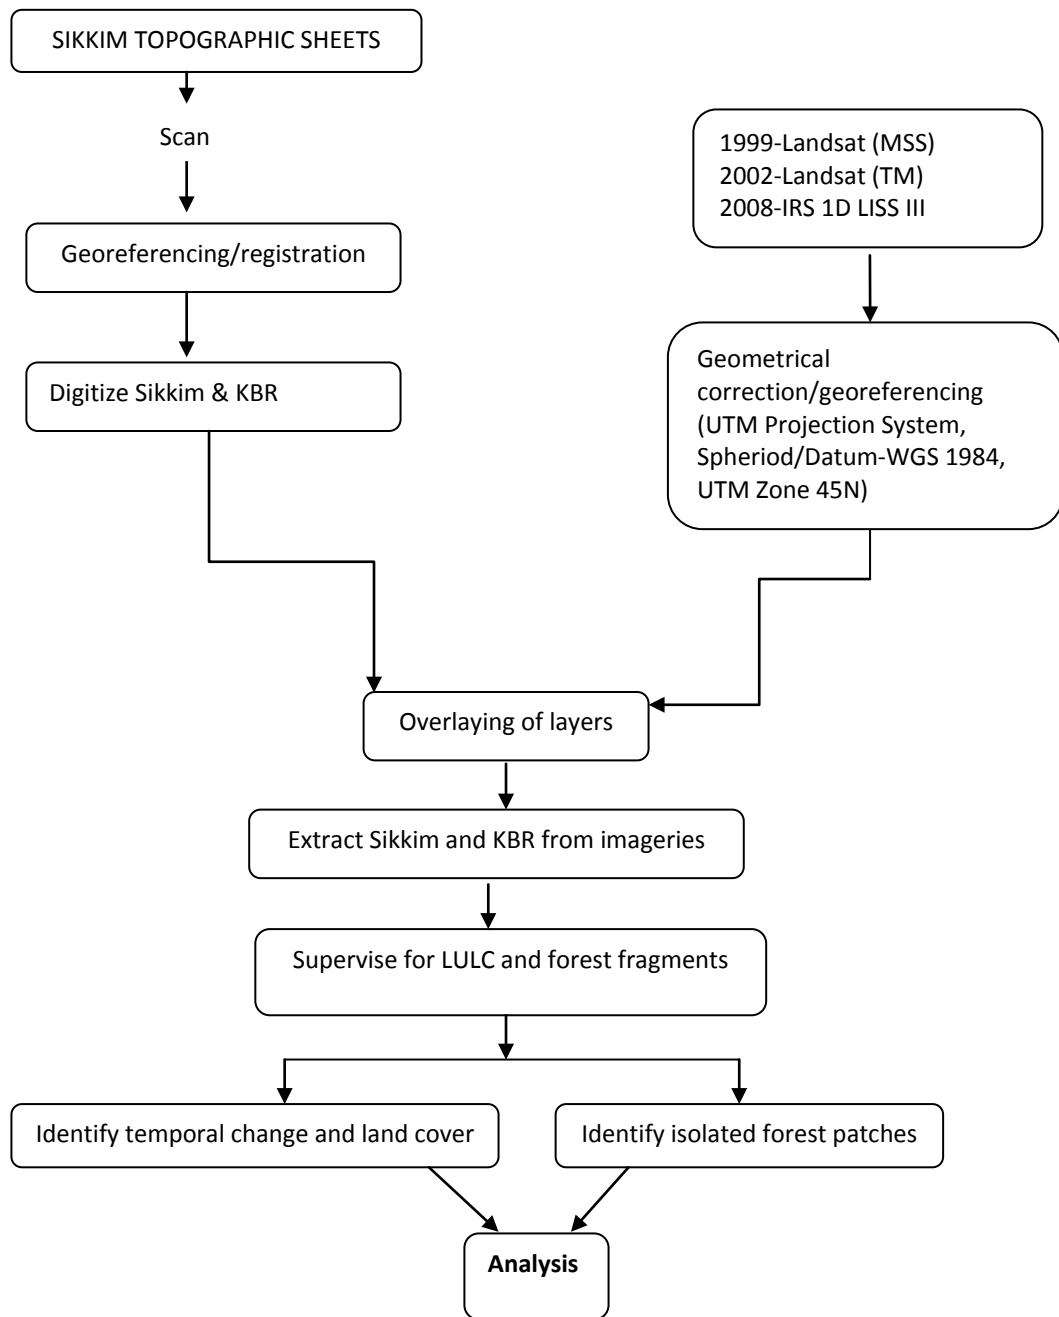 SIKKIM TOPOGRAPHIC SHEETS
Scan
Georeferencing/registration
Digitize Sikkim & KBR
1999-Landsat (MSS)
2002-Landsat (TM)
2008-IRS 1D LISS III
Geometrical
correction/georeferencing
(UTM Projection System,
Spheriod/Datum-WGS 1984,
UTM Zone 45N)
Overlaying of layers
Extract Sikkim and KBR from imageries
Supervise for LULC and forest fragments
Identify temporal change and land cover
Identify isolated forest patches
Analysis